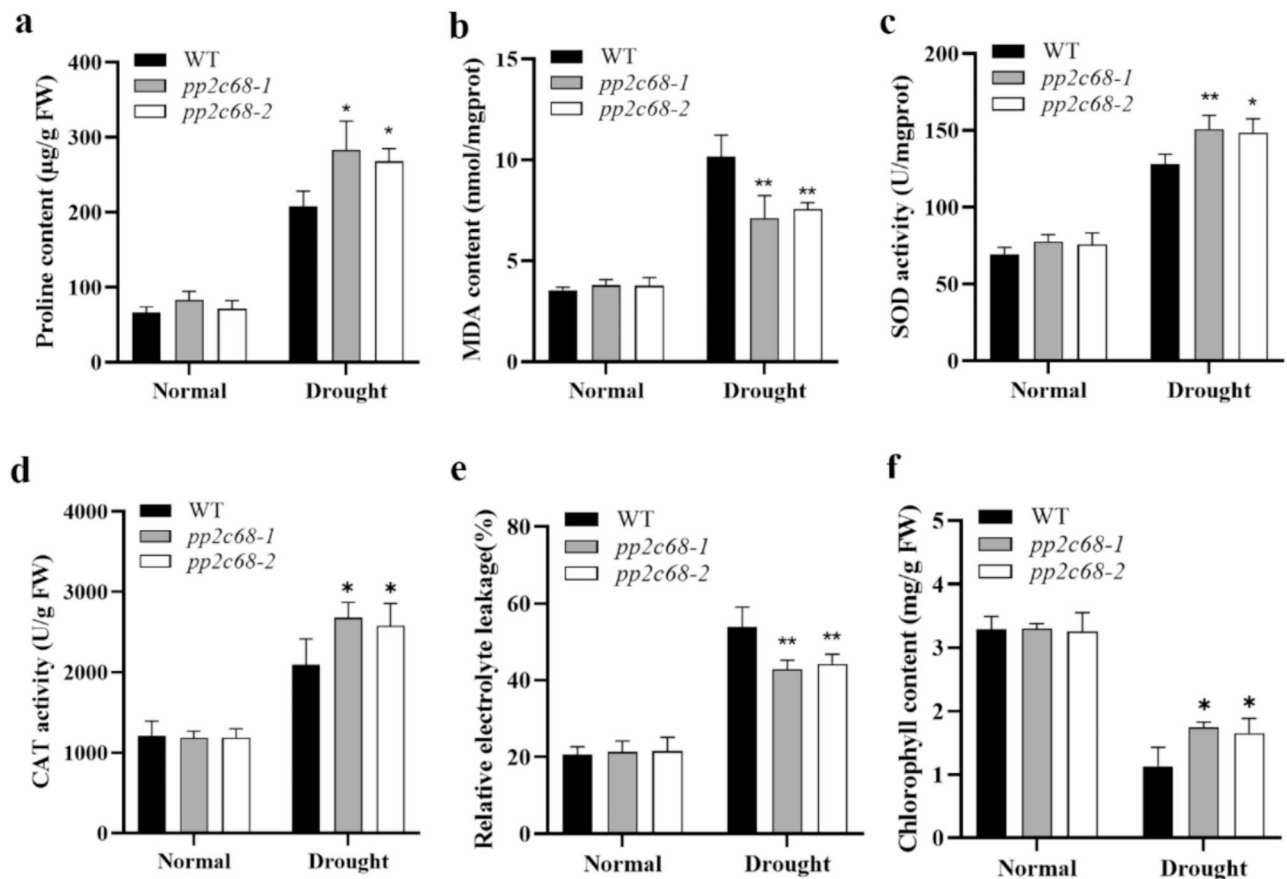 a
Proline content (µg/g FW)
400
300
200
100
0
WT
pp2c68-1
pp2c68-2
*
*
Normal
Drought
b
MDA content (nmol/mgprot)
15
10
5
0
WT
pp2c68-1
pp2c68-2
**
**
Normal
Drought
c
SOD activity (U/mgprot)
200
150
100
50
0
WT
pp2c68-1
pp2c68-2
**
*
Normal
Drought
d
CAT activity (U/g FW)
4000
3000
2000
1000
0
WT
pp2c68-1
pp2c68-2
*
*
Normal
Drought
e
Relative electrolyte leakage(%)
80
60
40
20
0
WT
pp2c68-1
pp2c68-2
**
**
Normal
Drought
f
Chlorophyll content (mg/g FW)
5
4
3
2
1
0
WT
pp2c68-1
pp2c68-2
*
*
Normal
Drought